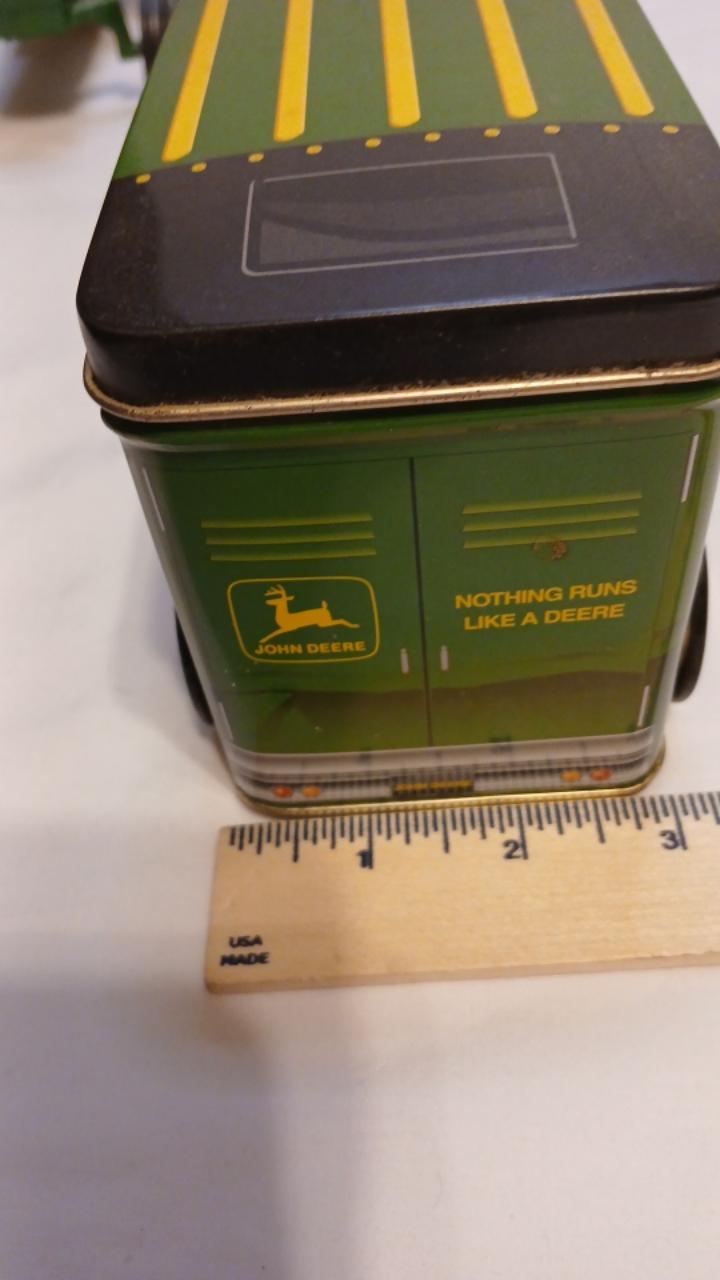 JOHN DEERE
NOTHING RUNS
LIKE A DEERE
1 2 3
USA
MADE